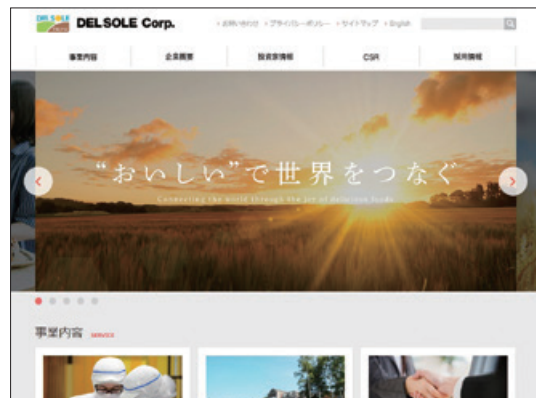 DELSOLE Corp.
お問い合わせ プライバシーポリシー サイトマップ English
事業内容 企業概要 投資家情報 CSR 採用情報
“おいしい”で世界をつなぐ
Connecting the world through the joy of delicious foods
事業内容 SERVICE